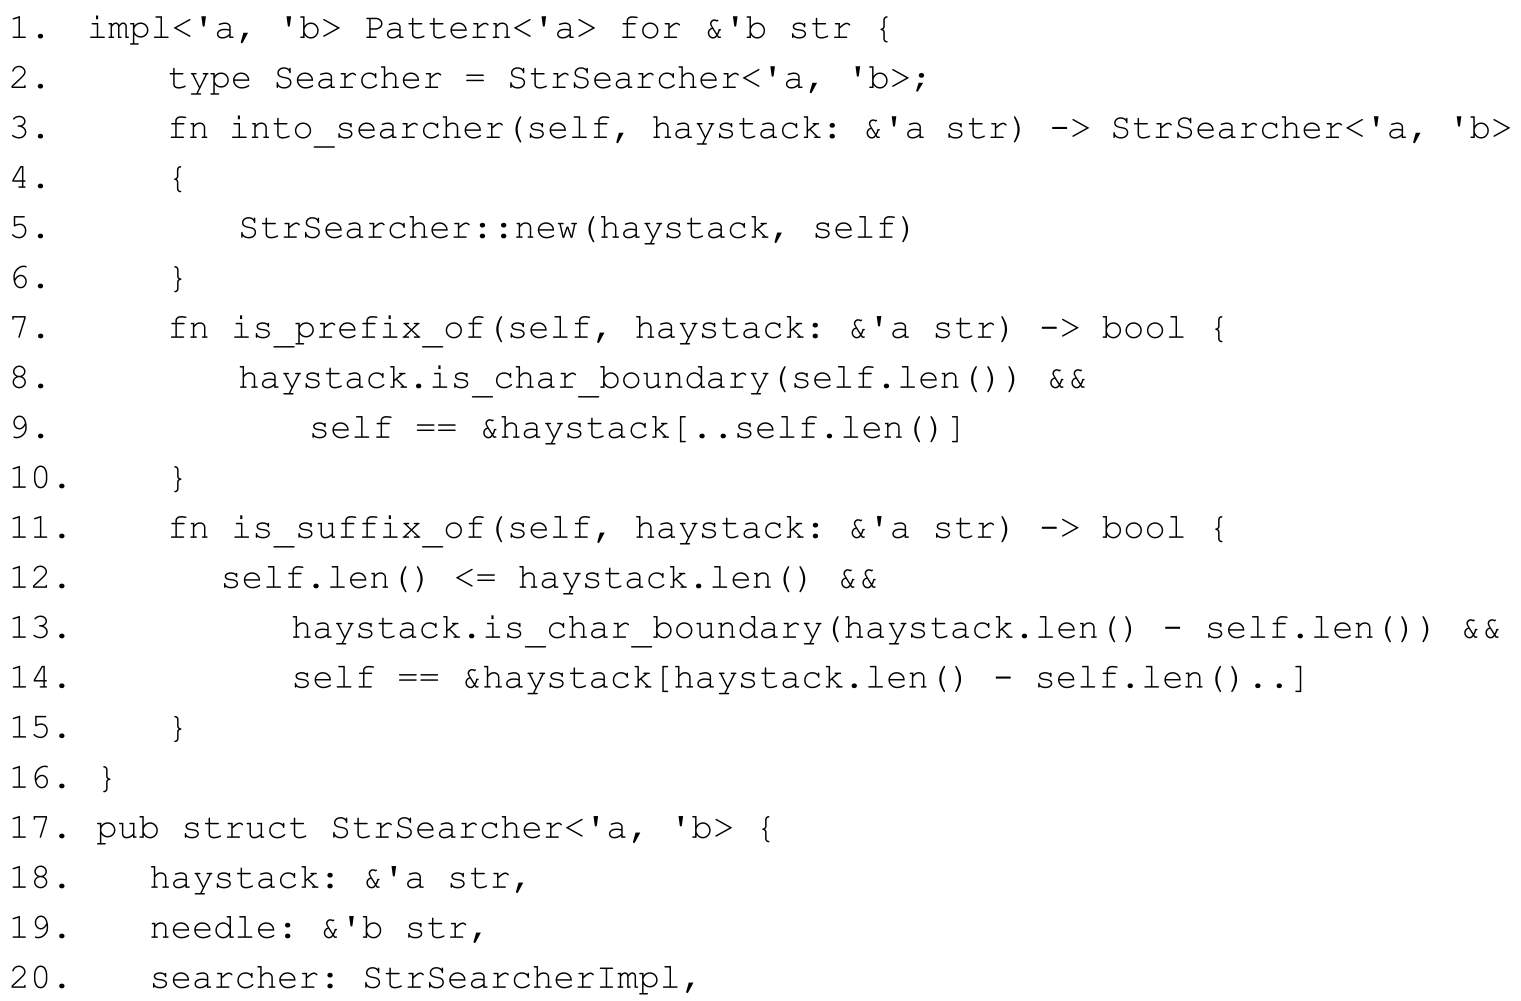 1. impl<'a, 'b> Pattern<'a> for &'b str {
2. type Searcher = StrSearcher<'a, 'b>;
3. fn into_searcher(self, haystack: &'a str) -> StrSearcher<'a, 'b>
4. {
5. StrSearcher::new(haystack, self)
6. }
7. fn is_prefix_of(self, haystack: &'a str) -> bool {
8. haystack.is_char_boundary(self.len()) &&
9. self == &haystack[..self.len()]
10. }
11. fn is_suffix_of(self, haystack: &'a str) -> bool {
12. self.len() <= haystack.len() &&
13. haystack.is_char_boundary(haystack.len() - self.len()) &&
14. self == &haystack[haystack.len() - self.len()..]
15. }
16. }
17. pub struct StrSearcher<'a, 'b> {
18. haystack: &'a str,
19. needle: &'b str,
20. searcher: StrSearcherImpl,